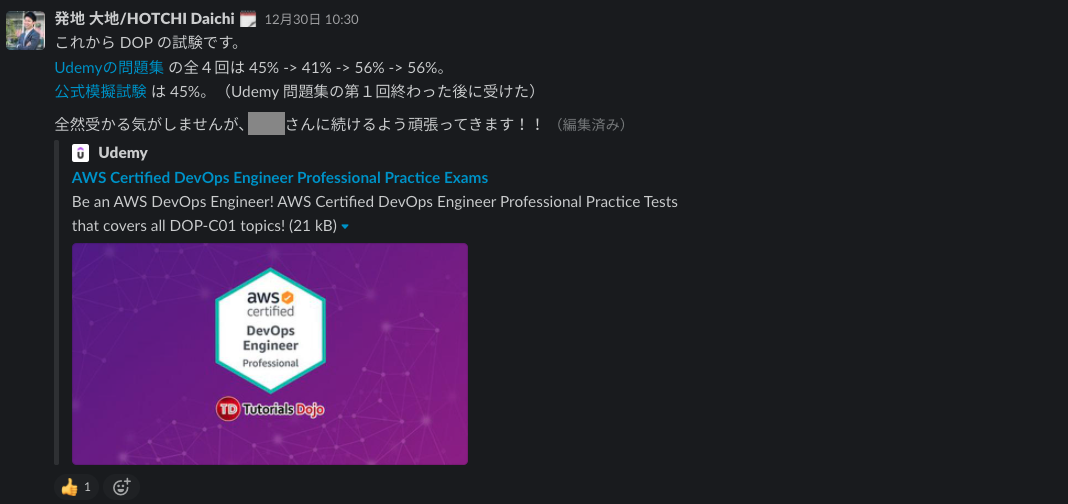 発地 大地/HOTCHI Daichi 12月30日 10:30
これから DOP の試験です。
Udemyの問題集 の全４回は 45% -> 41% -> 56% -> 56%。
公式模擬試験 は 45%。（Udemy 問題集の第１回終わった後に受けた）
全然受かる気がしませんが、さんに続けるよう頑張ってきます！！（編集済み）
Udemy
AWS Certified DevOps Engineer Professional Practice Exams
Be an AWS DevOps Engineer! AWS Certified DevOps Engineer Professional Practice Tests
that covers all DOP-C01 topics! (21 kB)
aws
certified
DevOps
Engineer
Professional
TD Tutorials Dojo
1